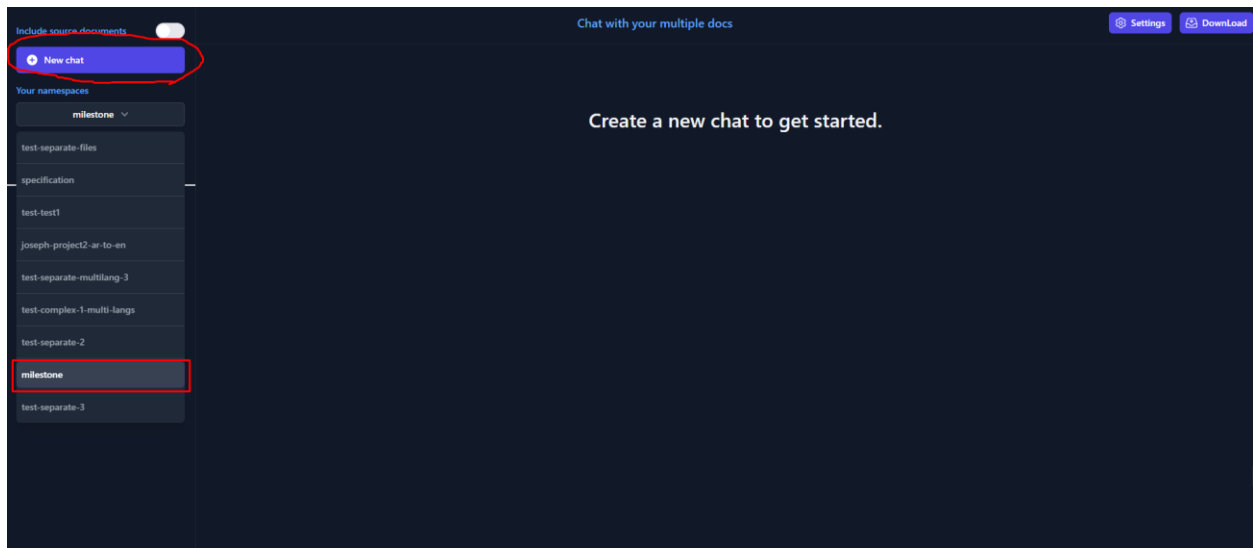 Include source documents
New chat
Your namespaces
milestone
test-separate-files
specification
test-test1
joseph-project2-ar-to-en
test-separate-multilang-3
test-complex-1-multi-langs
test-separate-2
milestone
test-separate-3
Chat with your multiple docs
Settings
DownLoad
Create a new chat to get started.